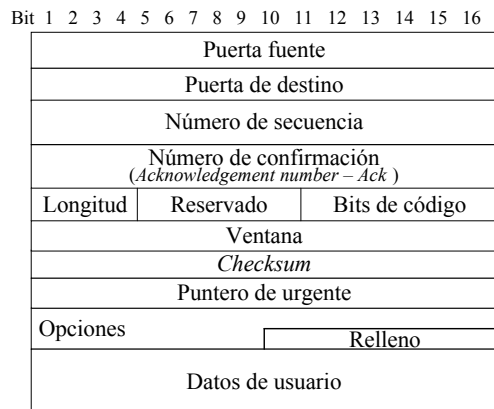 Bit 1 2 3 4 5 6 7 8 9 10 11 12 13 14 15 16
Puerta fuente
Puerta de destino
Número de secuencia
Número de confirmación
(Acknowledgement number – Ack )
Longitud Reservado Bits de código
Ventana
Checksum
Puntero de urgente
Opciones
Relleno
Datos de usuario